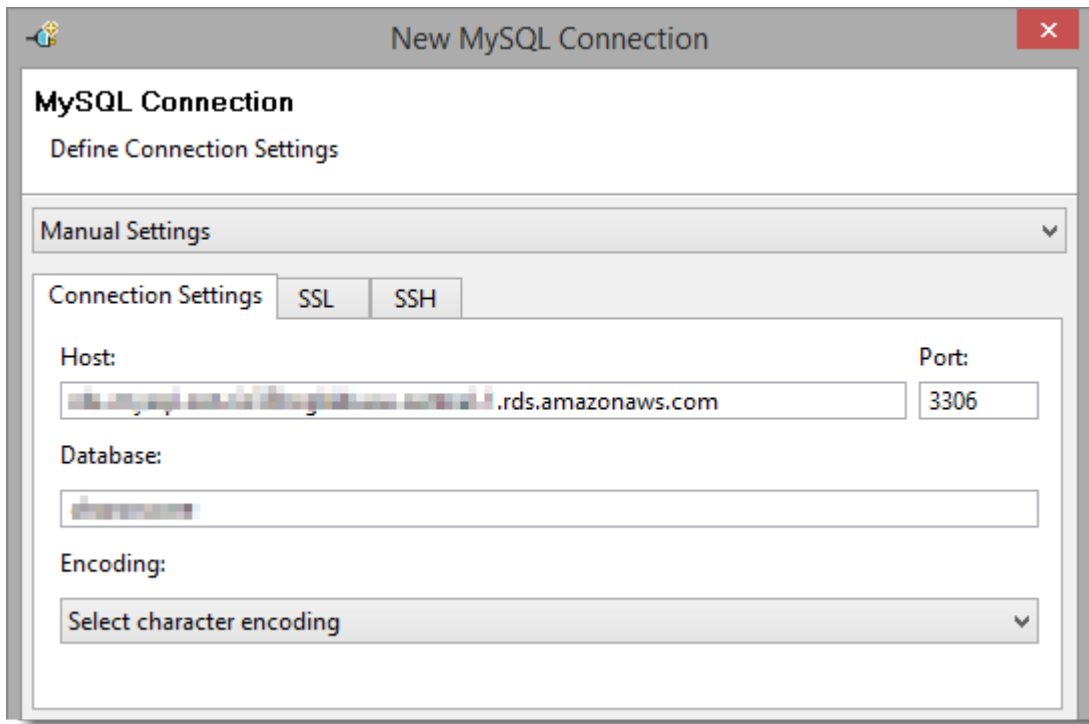 New MySQL Connection
MySQL Connection
Define Connection Settings
Manual Settings
Connection Settings SSL SSH
Host: Port:
.rds.amazonaws.com 3306
Database:
Encoding:
Select character encoding